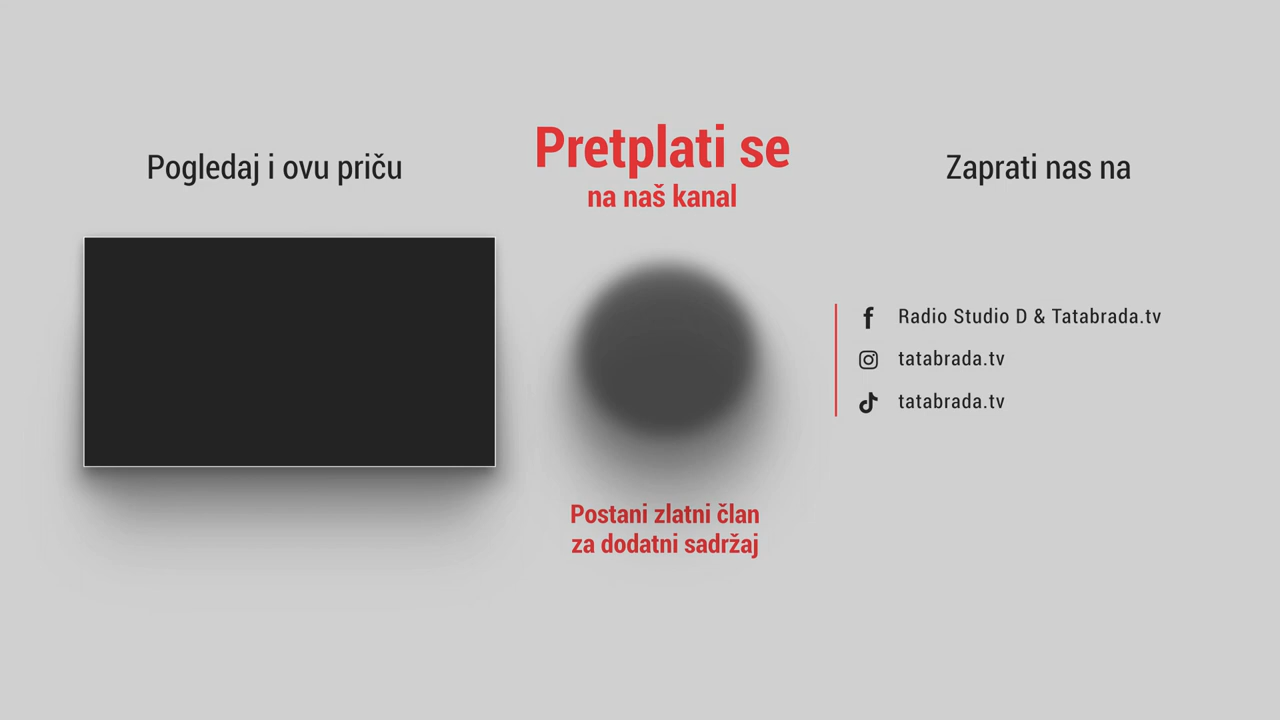 Pogledaj i ovu priču
Pretplati se
na naš kanal
Postani zlatni član
za dodatni sadržaj
Zaprati nas na
Radio Studio D & Tatabrada.tv
tatabrada.tv
tatabrada.tv